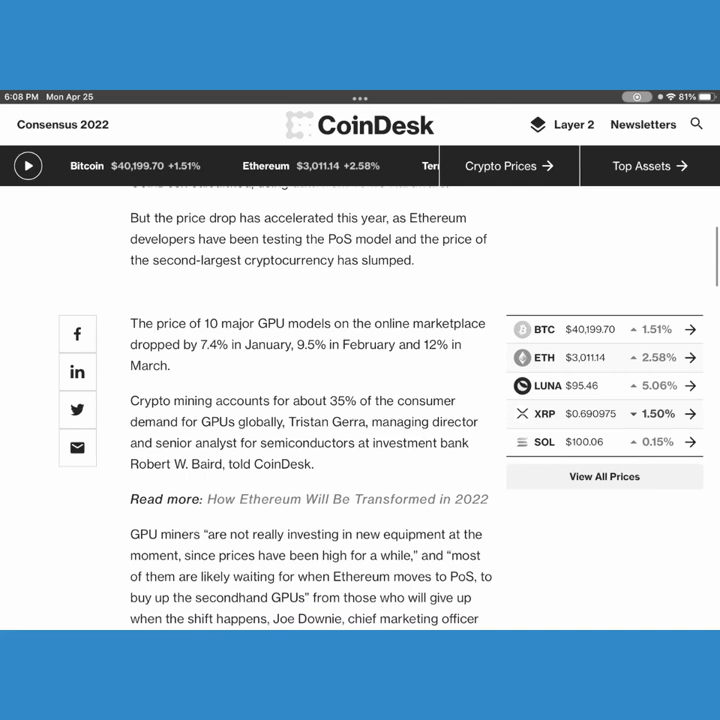 6:08 PM Mon Apr 25
81%
Consensus 2022
CoinDesk
Layer 2
Newsletters
Bitcoin $40,199.70 +1.51%
Ethereum $3,011.14 +2.58%
Crypto Prices →
Top Assets →
But the price drop has accelerated this year, as Ethereum
developers have been testing the PoS model and the price of
the second-largest cryptocurrency has slumped.
The price of 10 major GPU models on the online marketplace
dropped by 7.4% in January, 9.5% in February and 12% in
March.
Crypto mining accounts for about 35% of the consumer
demand for GPUs globally, Tristan Gerra, managing director
and senior analyst for semiconductors at investment bank
Robert W. Baird, told CoinDesk.
Read more: How Ethereum Will Be Transformed in 2022
GPU miners “are not really investing in new equipment at the
moment, since prices have been high for a while,” and “most
of them are likely waiting for when Ethereum moves to PoS, to
buy up the secondhand GPUs” from those who will give up
when the shift happens, Joe Downie, chief marketing officer
BTC $40,199.70 1.51% →
ETH $3,011.14 2.58% →
LUNA $95.46 5.06% →
XRP $0.690975 1.50% →
SOL $100.06 0.15% →
View All Prices